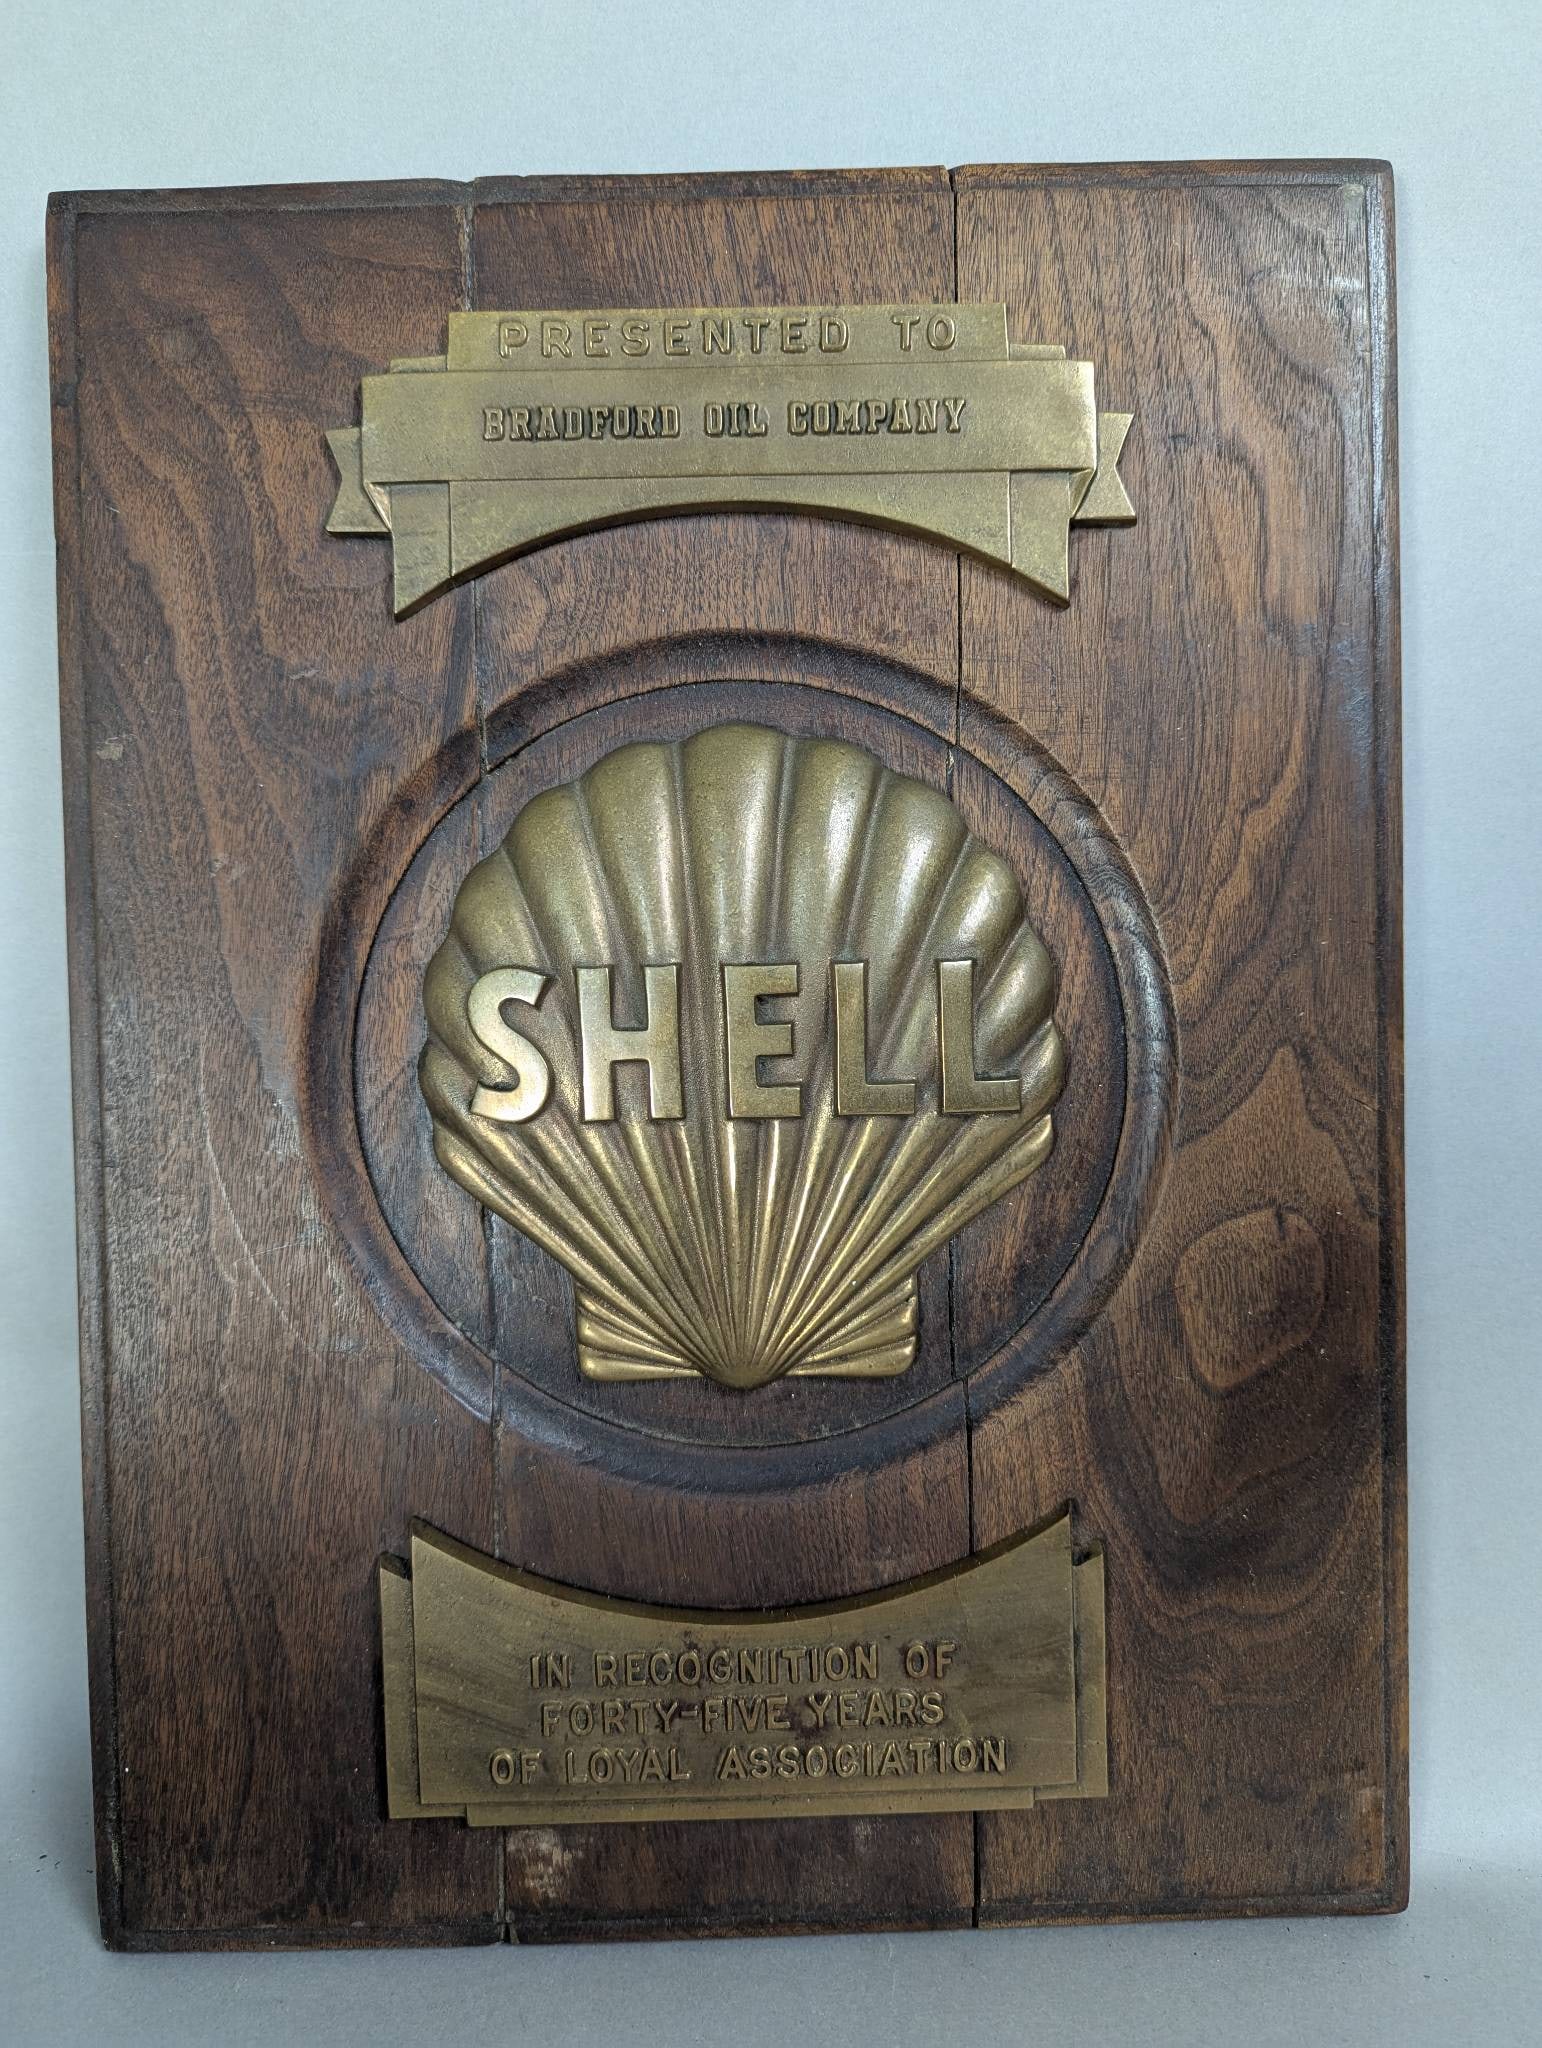 PRESENTED TO
BRADFORD OIL COMPANY
SHELL
IN RECOGNITION OF
FORTY-FIVE YEARS
OF LOYAL ASSOCIATION